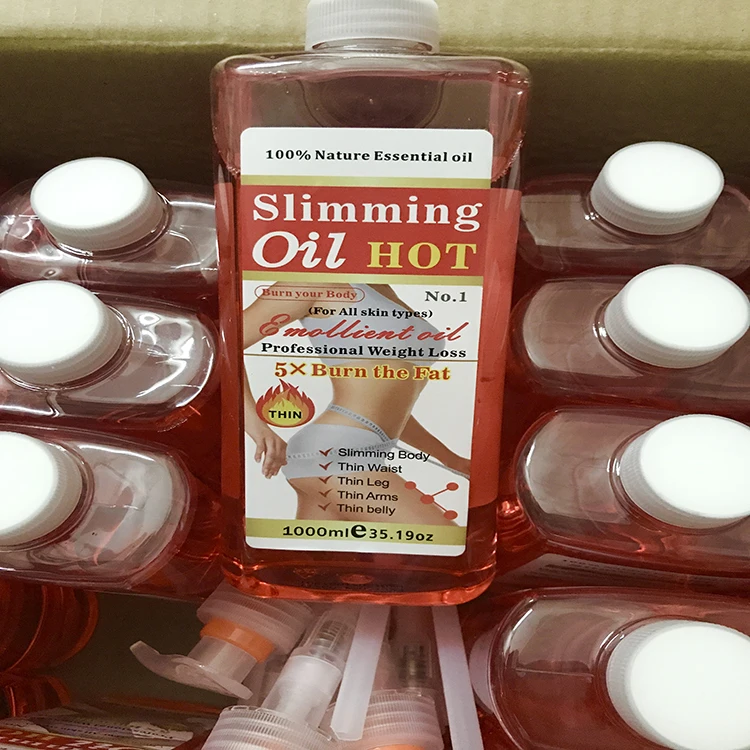 100% Nature Essential oil
Slimming
Oil HOT
Burn your Body
No.1
(For All skin types)
Emollient oil
Professional Weight Loss
5×Burn the Fat
THIN
Slimming Body
Thin Waist
Thin Leg
Thin Arms
Thin belly
1000ml e 35.19oz